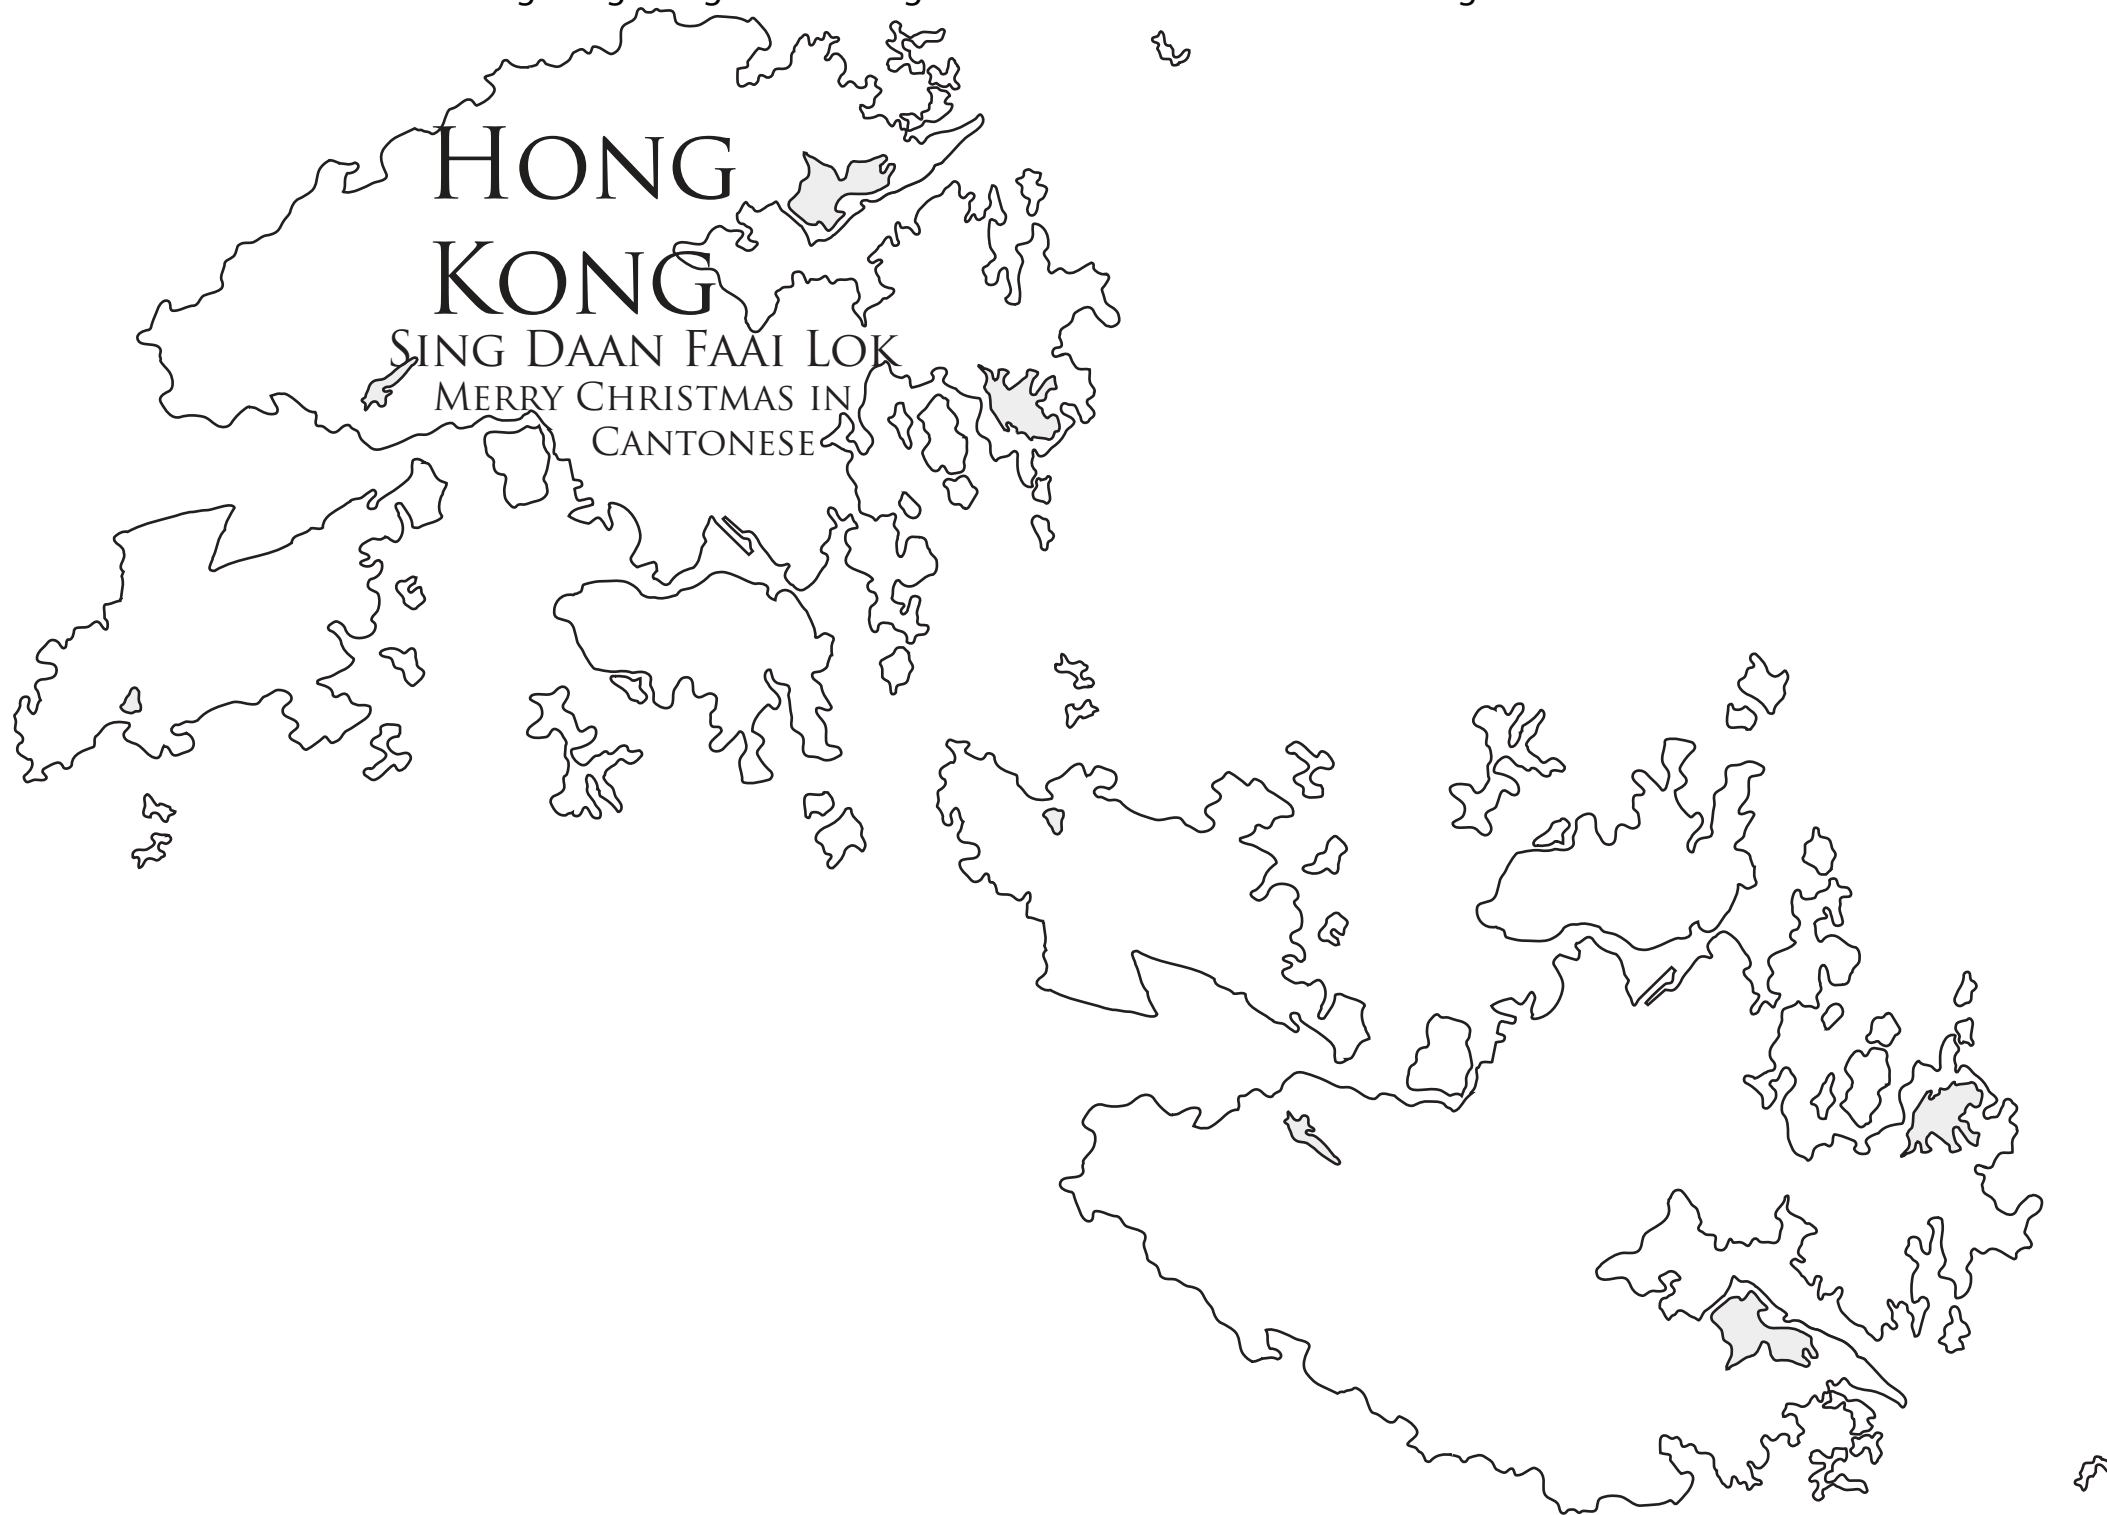 Hong
Kong
Sing Daan Faai Lok
Merry Christmas in
Cantonese